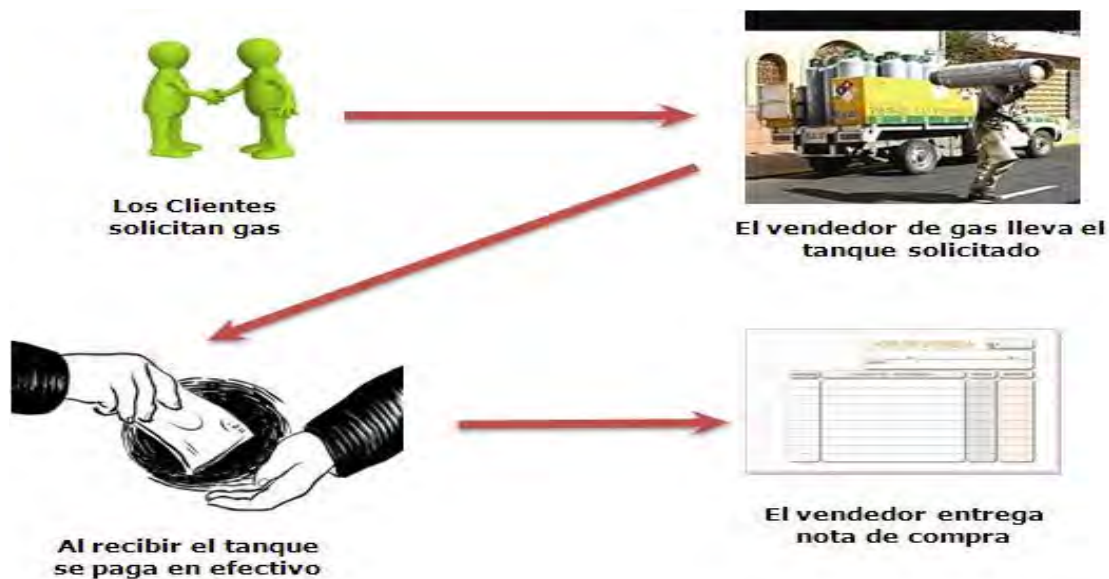 Los Clientes
solicitan gas
El vendedor de gas lleva el
tanque solicitado
Al recibir el tanque
se paga en efectivo
El vendedor entrega
nota de compra